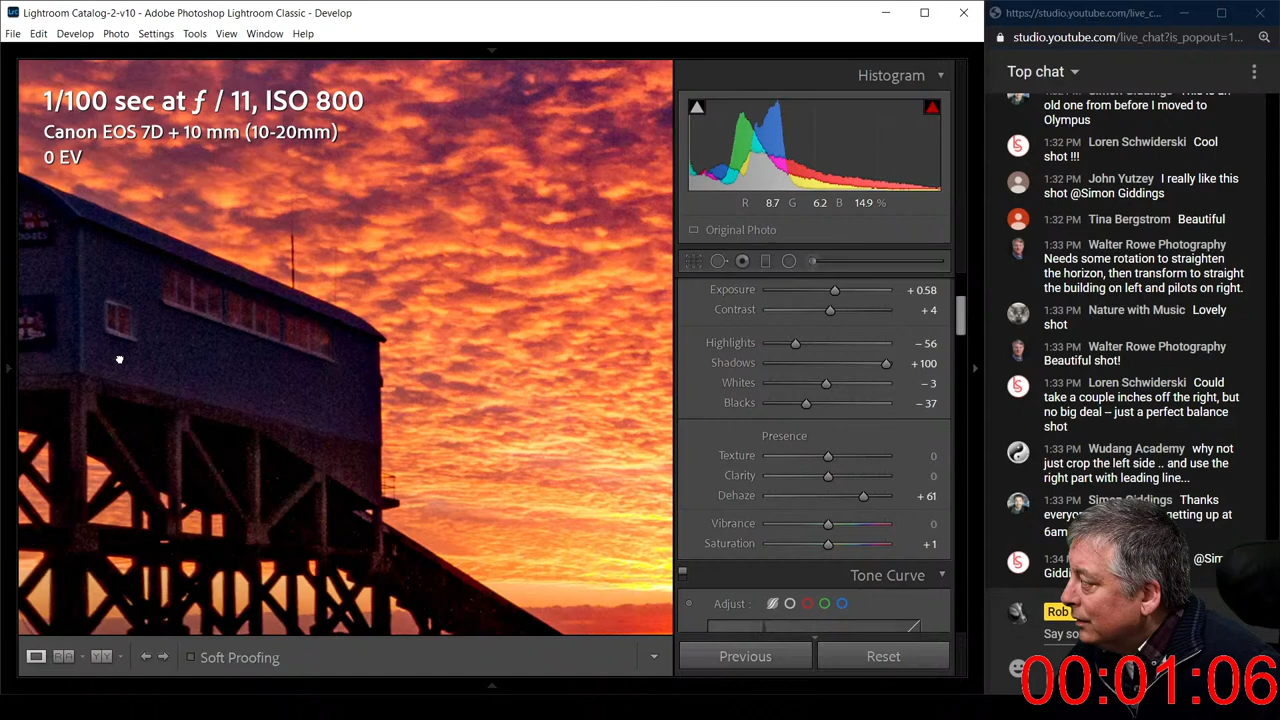 Lightroom Catalog-2-v10 - Adobe Photoshop Lightroom Classic - Develop
File Edit Develop Photo Settings Tools View Window Help
1/100 sec at ƒ / 11, ISO 800
Canon EOS 7D + 10 mm (10-20mm)
0 EV
Histogram
R 8.7 G 6.2 B 14.9 %
Original Photo
Exposure + 0.58
Contrast + 4
Highlights − 56
Shadows + 100
Whites − 3
Blacks − 37
Presence
Texture 0
Clarity 0
Dehaze + 61
Vibrance 0
Saturation + 1
Tone Curve
Adjust :
Soft Proofing
Previous
Reset
https://studio.youtube.com/live_c...
studio.youtube.com/live_chat?is_popout=1...
Top chat
old one from before I moved to
Olympus
1:32 PM Loren Schwiderski Cool
shot !!!
1:32 PM John Yutzey I really like this
shot @Simon Giddings
1:32 PM Tina Bergstrom Beautiful
1:33 PM Walter Rowe Photography
Needs some rotation to straighten
the horizon, then transform to straight
the building on left and pilots on right.
1:33 PM Nature with Music Lovely
shot
1:33 PM Walter Rowe Photography
Beautiful shot!
1:33 PM Loren Schwiderski Could
take a couple inches off the right, but
no big deal – just a perfect balance
shot
1:33 PM Wudang Academy why not
just crop the left side .. and use the
right part with leading line...
1:33 PM Simon Giddings Thanks
getting up at
6am
1:34
Rob
Say so
00:01:06